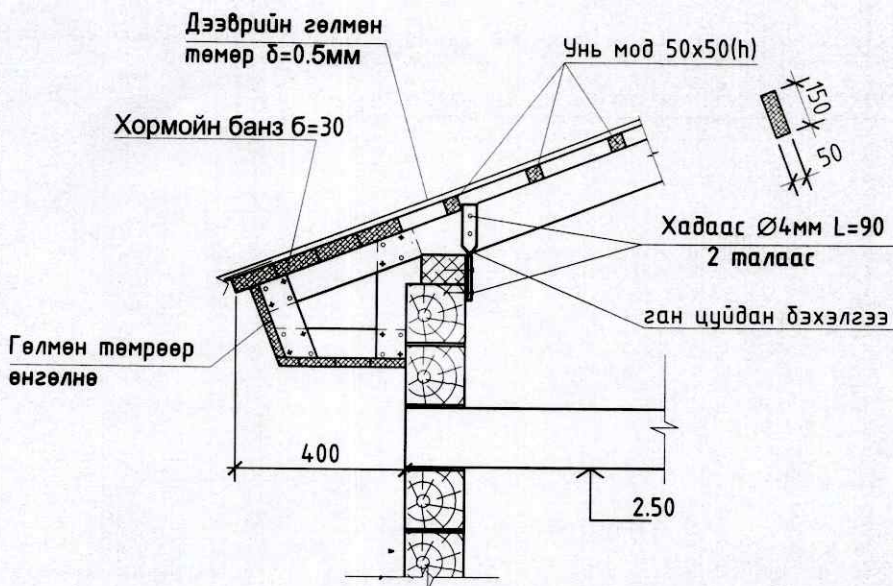 Дээврийн гөлмөн
төмөр δ=0.5мм
Унь мод 50x50(h)
Хормойн банз б=30
150
50
Хадаас Ø4мм L=90
2 талаас
ган цуйдан бэхэлгээ
Гөлмөн төмрөөр
өнгөлнө
400
2.50